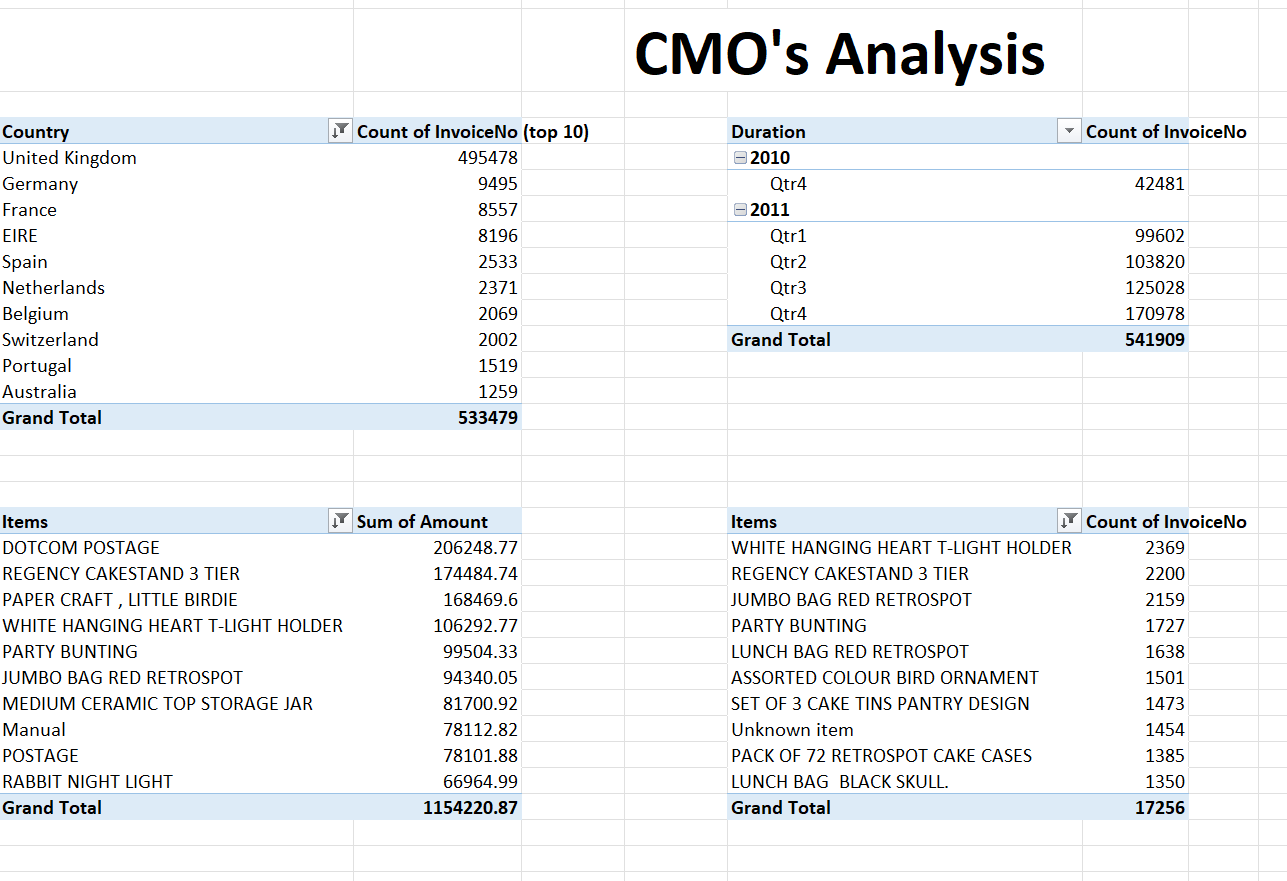 CMO's Analysis
Country Count of InvoiceNo (top 10)
United Kingdom 495478
Germany 9495
France 8557
EIRE 8196
Spain 2533
Netherlands 2371
Belgium 2069
Switzerland 2002
Portugal 1519
Australia 1259
Grand Total 533479
Duration Count of InvoiceNo
2010
Qtr4 42481
2011
Qtr1 99602
Qtr2 103820
Qtr3 125028
Qtr4 170978
Grand Total 541909
Items Sum of Amount
DOTCOM POSTAGE 206248.77
REGENCY CAKESTAND 3 TIER 174484.74
PAPER CRAFT , LITTLE BIRDIE 168469.6
WHITE HANGING HEART T-LIGHT HOLDER 106292.77
PARTY BUNTING 99504.33
JUMBO BAG RED RETROSPOT 94340.05
MEDIUM CERAMIC TOP STORAGE JAR 81700.92
Manual 78112.82
POSTAGE 78101.88
RABBIT NIGHT LIGHT 66964.99
Grand Total 1154220.87
Items Count of InvoiceNo
WHITE HANGING HEART T-LIGHT HOLDER 2369
REGENCY CAKESTAND 3 TIER 2200
JUMBO BAG RED RETROSPOT 2159
PARTY BUNTING 1727
LUNCH BAG RED RETROSPOT 1638
ASSORTED COLOUR BIRD ORNAMENT 1501
SET OF 3 CAKE TINS PANTRY DESIGN 1473
Unknown item 1454
PACK OF 72 RETROSPOT CAKE CASES 1385
LUNCH BAG  BLACK SKULL. 1350
Grand Total 17256